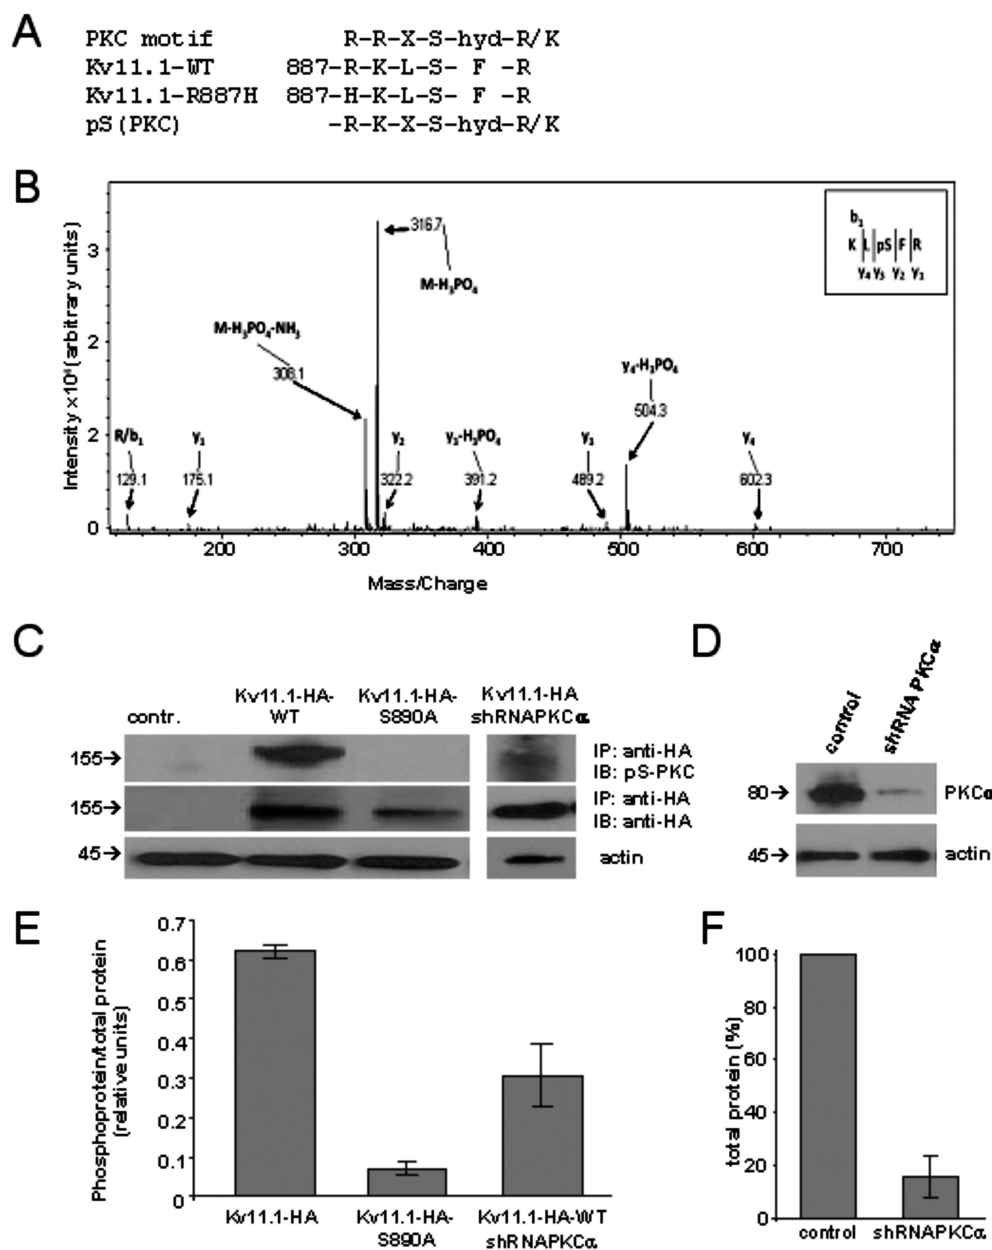 A
PKC motif R-R-X-S-hyd-R/K
Kv11.1-WT 887-R-K-L-S- F -R
Kv11.1-R887H 887-H-K-L-S- F -R
pS(PKC) -R-K-X-S-hyd-R/K
B
Intensity x10⁴ (arbitrary units)
3
2
2
0
200 300 400 500 600 700
Mass/Charge
316.7
M-H₃PO₄
M-H₃PO₄-NH₃
308.1
y₄-H₃PO₄
504.3
R/b₁
129.1
y₁
175.1
y₂
322.2
y₃-H₃PO₄
391.2
y₃
489.2
y₄
602.3
b₁
K L pS F R
y₄ y₃ y₂ y₁
C
contr.
Kv11.1-HA-
WT
Kv11.1-HA-
S890A
Kv11.1-HA
shRNAPKCα
155→
IP: anti-HA
IB: pS-PKC
155→
IP: anti-HA
IB: anti-HA
45→
actin
D
control
shRNA PKCα
80→
PKCα
45→
actin
E
Phosphoprotein/total protein
(relative units)
0.7
0.6
0.5
0.4
0.3
0.2
0.1
0
Kv11.1-HA
Kv11.1-HA-
S890A
Kv11.1-HA-WT
shRNAPKCα
F
total protein (%)
100
80
60
40
20
0
control
shRNAPKCα